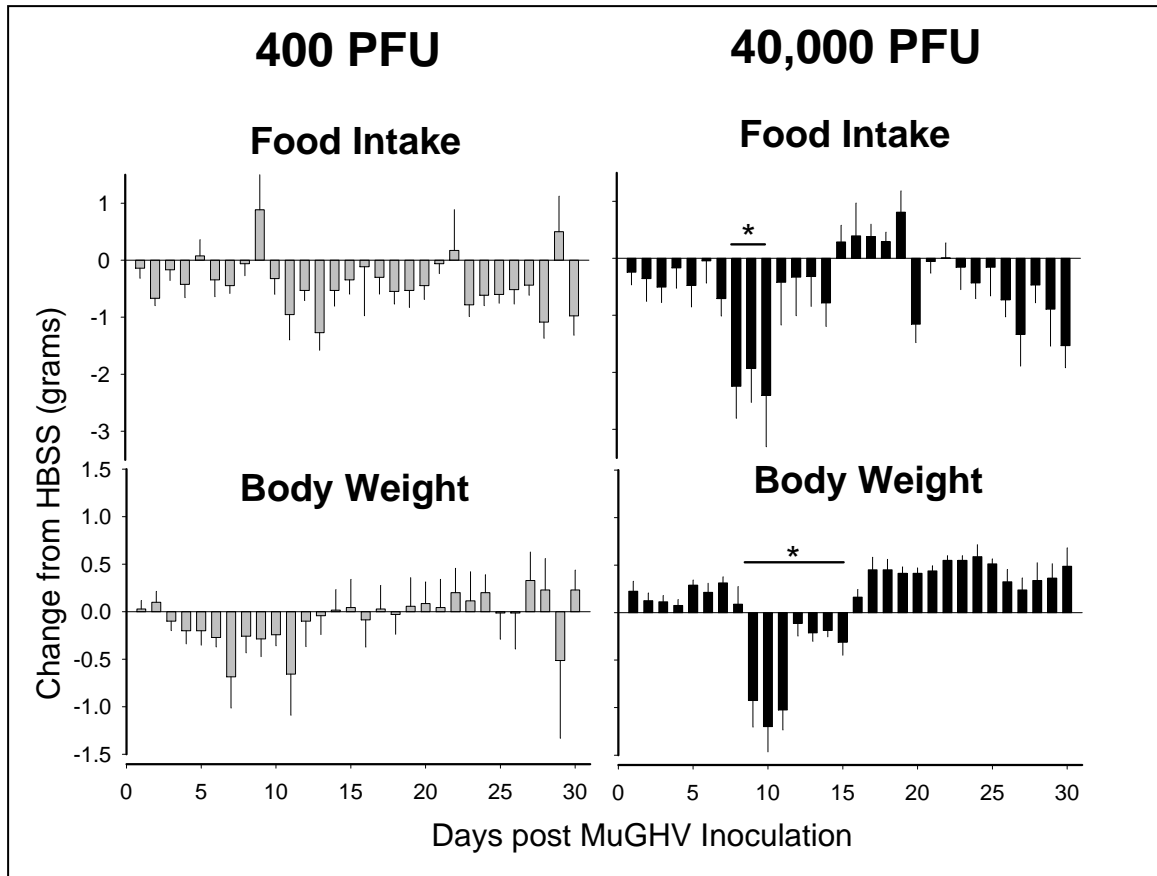 400 PFU
40,000 PFU
Food Intake
Food Intake
1
0
-1
-2
-3
*
Change from HBSS (grams)
Body Weight
Body Weight
1.5
1.0
0.5
0.0
-0.5
-1.0
-1.5
*
0 5 10 15 20 25 30
0 5 10 15 20 25 30
Days post MuGHV Inoculation